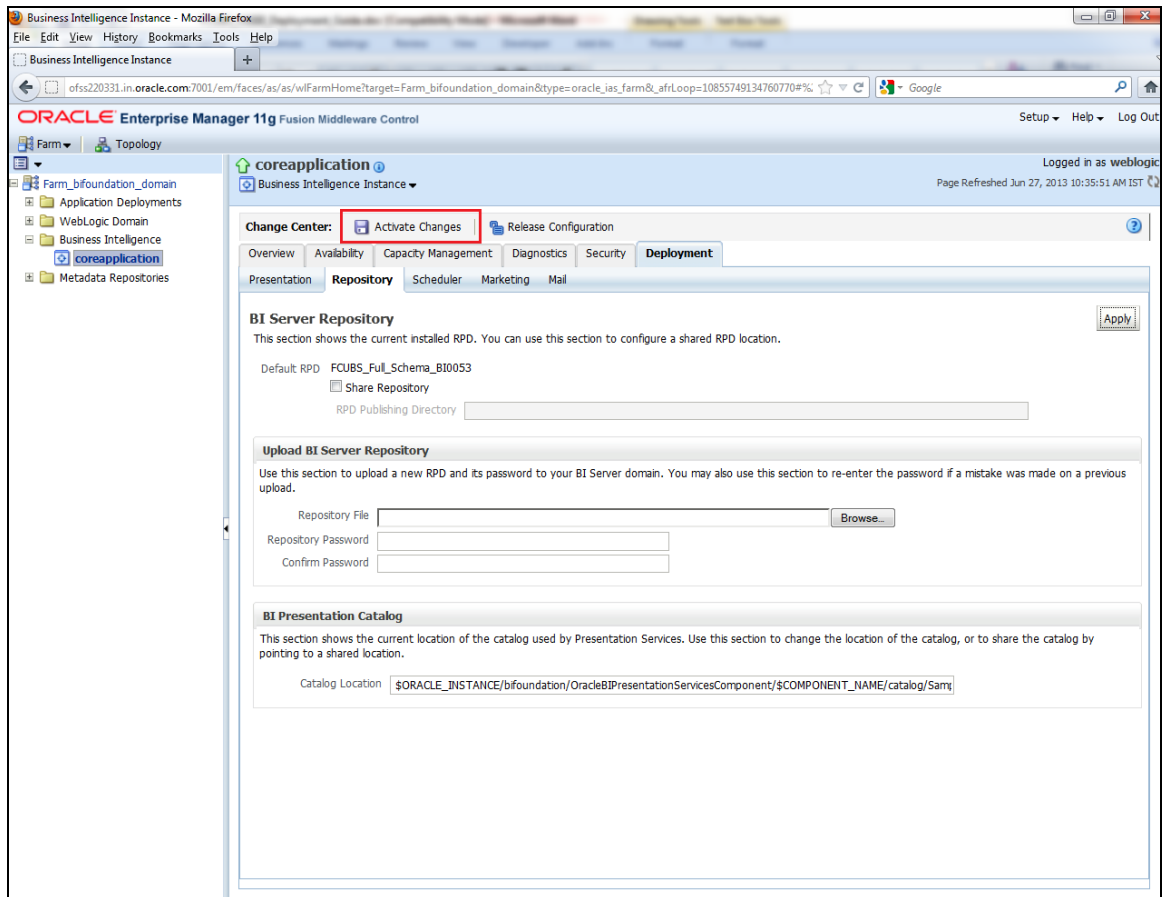 Business Intelligence Instance - Mozilla Firefox
File Edit View History Bookmarks Tools Help
Business Intelligence Instance +
ofss220331.in.oracle.com:7001/em/faces/as/as/wlFarmHome?target=Farm_bifoundation_domain&type=oracle_ias_farm&_afrLoop=10855749134760770#% Google
ORACLE Enterprise Manager 11g Fusion Middleware Control Setup Help Log Out
Farm Topology
coreapplication Logged in as weblogic
Business Intelligence Instance Page Refreshed Jun 27, 2013 10:35:51 AM IST
Farm_bifoundation_domain
Application Deployments
WebLogic Domain
Business Intelligence
coreapplication
Metadata Repositories
Change Center: Activate Changes Release Configuration
Overview Availability Capacity Management Diagnostics Security Deployment
Presentation Repository Scheduler Marketing Mail
BI Server Repository Apply
This section shows the current installed RPD. You can use this section to configure a shared RPD location.
Default RPD FCUBS_Full_Schema_BI0053
Share Repository
RPD Publishing Directory
Upload BI Server Repository
Use this section to upload a new RPD and its password to your BI Server domain. You may also use this section to re-enter the password if a mistake was made on a previous
upload.
Repository File Browse...
Repository Password
Confirm Password
BI Presentation Catalog
This section shows the current location of the catalog used by Presentation Services. Use this section to change the location of the catalog, or to share the catalog by
pointing to a shared location.
Catalog Location $ORACLE_INSTANCE/bifoundation/OracleBIPresentationServicesComponent/$COMPONENT_NAME/catalog/Sam